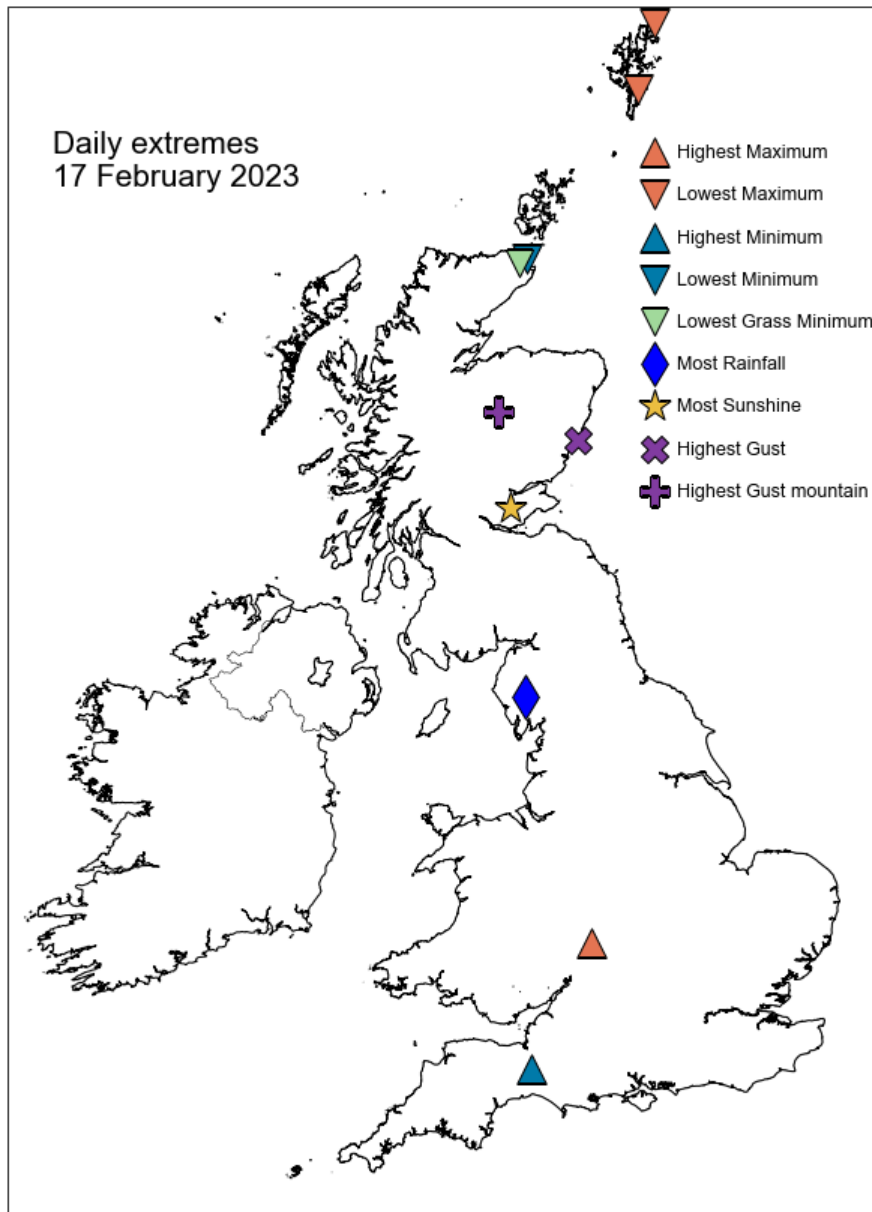 Daily extremes
17 February 2023
Highest Maximum
Lowest Maximum
Highest Minimum
Lowest Minimum
Lowest Grass Minimum
Most Rainfall
Most Sunshine
Highest Gust
Highest Gust mountain